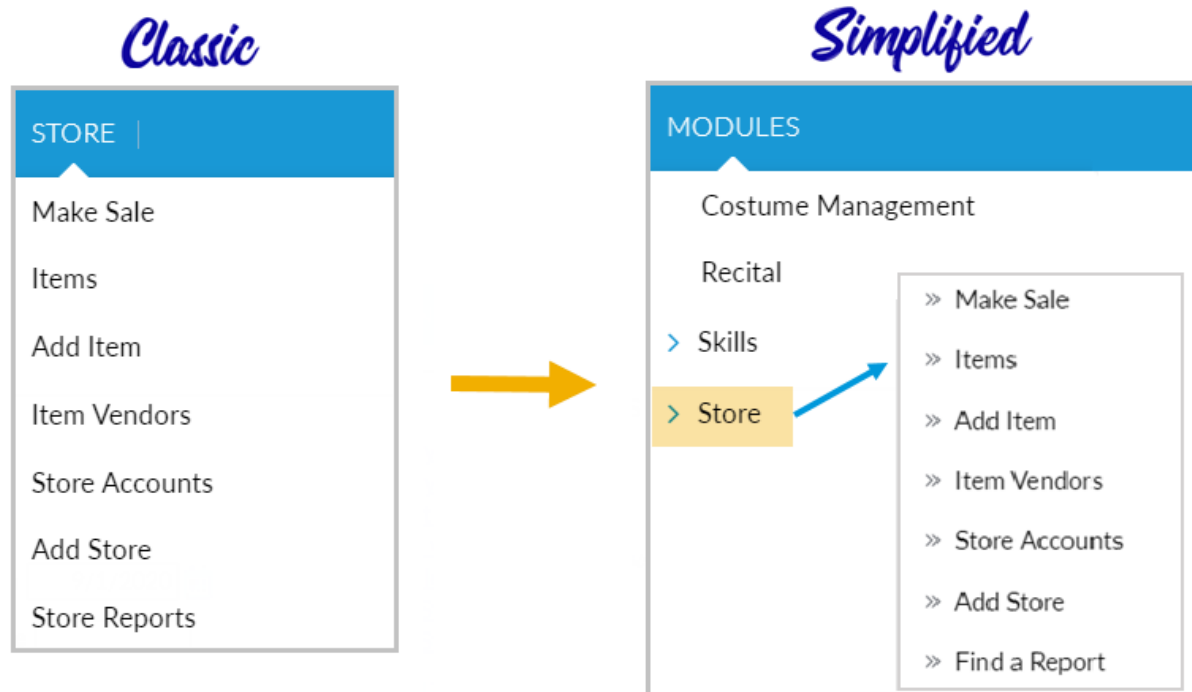 Classic
STORE
Make Sale
Items
Add Item
Item Vendors
Store Accounts
Add Store
Store Reports
Simplified
MODULES
Costume Management
Recital
Skills
Store
» Make Sale
» Items
» Add Item
» Item Vendors
» Store Accounts
» Add Store
» Find a Report